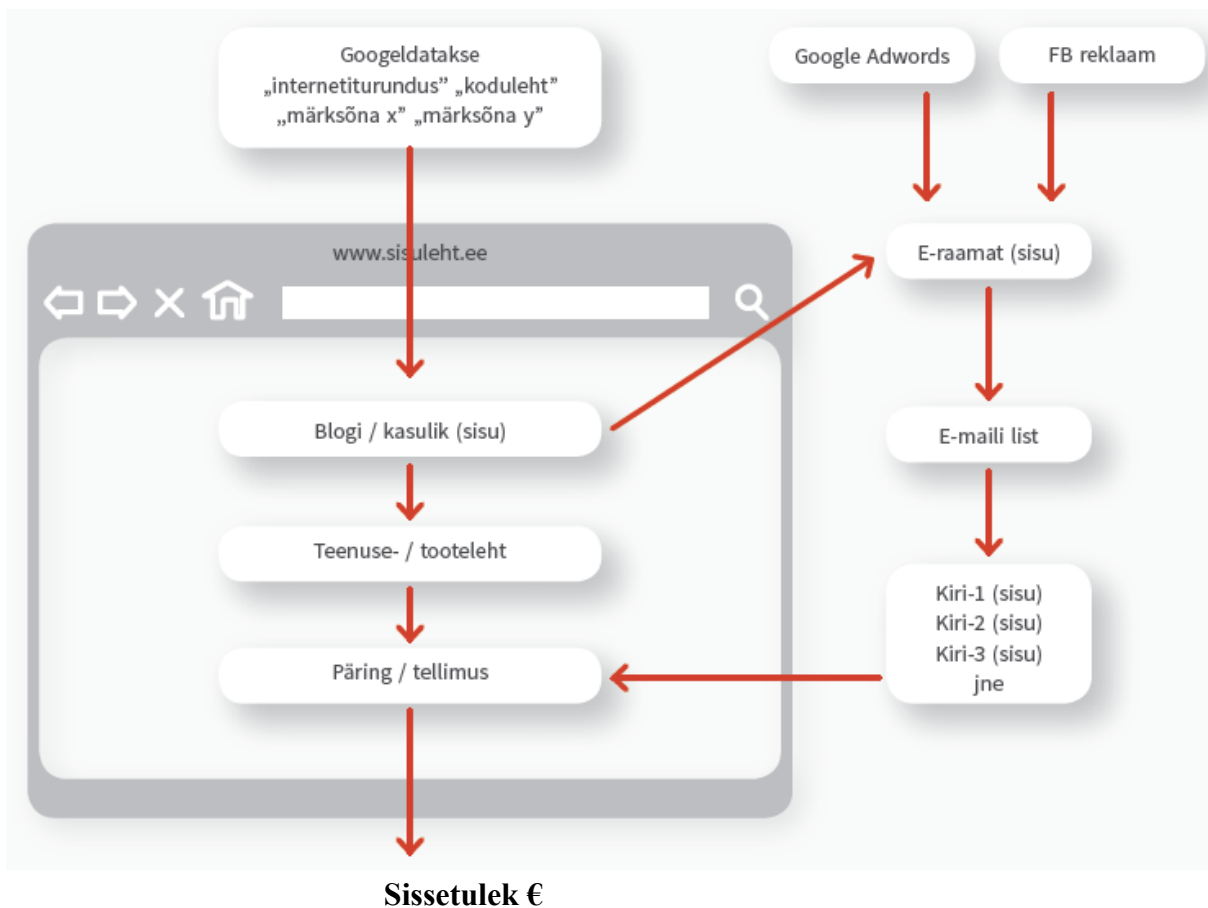 Googeldatakse
„internetiturundus” „koduleht”
„märksõna x” „märksõna y”
Google Adwords
FB reklaam
www.sisuleht.ee
E-raamat (sisu)
Blogi / kasulik (sisu)
E-maili list
Teenuse- / tooteleht
Kiri-1 (sisu)
Kiri-2 (sisu)
Kiri-3 (sisu)
jne
Päring / tellimus
Sissetulek €